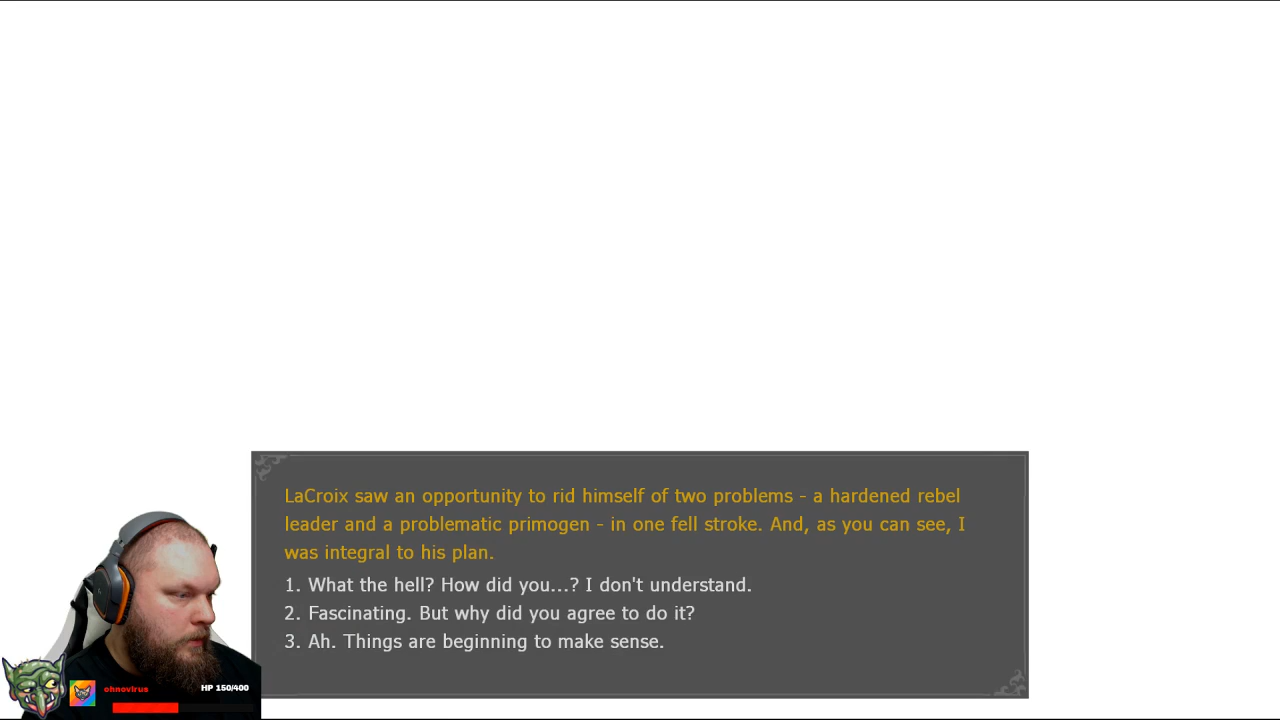 LaCroix saw an opportunity to rid himself of two problems - a hardened rebel
leader and a problematic primogen - in one fell stroke. And, as you can see, I
was integral to his plan.
1. What the hell? How did you...? I don't understand.
2. Fascinating. But why did you agree to do it?
3. Ah. Things are beginning to make sense.
ohnovirus HP 150/400